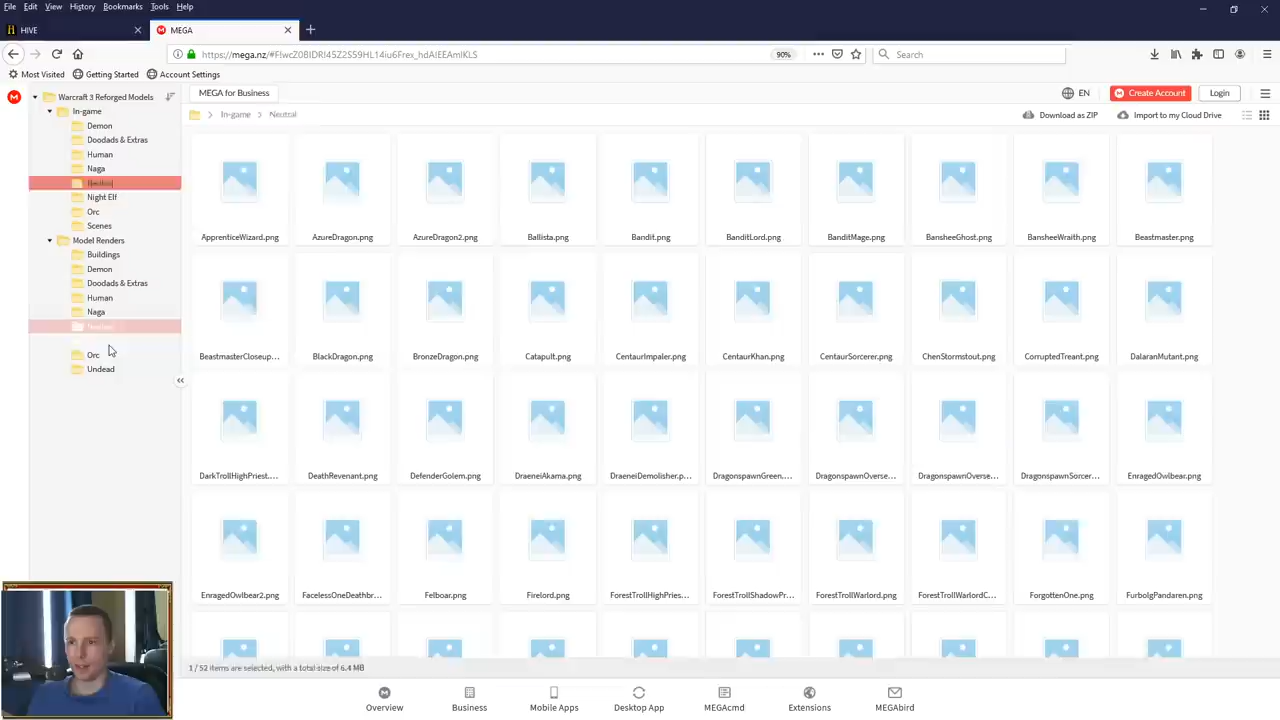 File Edit View History Bookmarks Tools Help
HIVE
MEGA
https://mega.nz/#F!wcZ0BIDRI45Z2S59HL14iu6Frex_hdAIEEAmIKLS
90%
Search
Most Visited Getting Started Account Settings
Warcraft 3 Reforged Models
In-game
Demon
Doodads & Extras
Human
Naga
Neutral
Night Elf
Orc
Scenes
Model Renders
Buildings
Demon
Doodads & Extras
Human
Naga
Neutral
Orc
Undead
MEGA for Business
EN
Create Account
Login
In-game
Neutral
Download as ZIP
Import to my Cloud Drive
ApprenticeWizard.png AzureDragon.png AzureDragon2.png Ballista.png Bandit.png BanditLord.png BanditMage.png BansheeGhost.png BansheeWraith.png Beastmaster.png
BeastmasterCloseup... BlackDragon.png BronzeDragon.png Catapult.png CentaurImpaler.png CentaurKhan.png CentaurSorcerer.png ChenStormstout.png CorruptedTreant.png DalaranMutant.png
DarkTrollHighPriest.... DeathRevenant.png DefenderGolem.png DraeneiAkama.png DraeneiDemolisher.p... DragonspawnGreen.... DragonspawnOverse... DragonspawnOverse... DragonspawnSorcer... EnragedOwlbear.png
EnragedOwlbear2.png FacelessOneDeathbr... Felboar.png Firelord.png ForestTrollHighPries... ForestTrollShadowPr... ForestTrollWarlord.png ForestTrollWarlordC... ForgottenOne.png FurbolgPandaren.png
1 / 52 items are selected, with a total size of 6.4 MB
Overview Business Mobile Apps Desktop App MEGAcmd Extensions MEGAbird